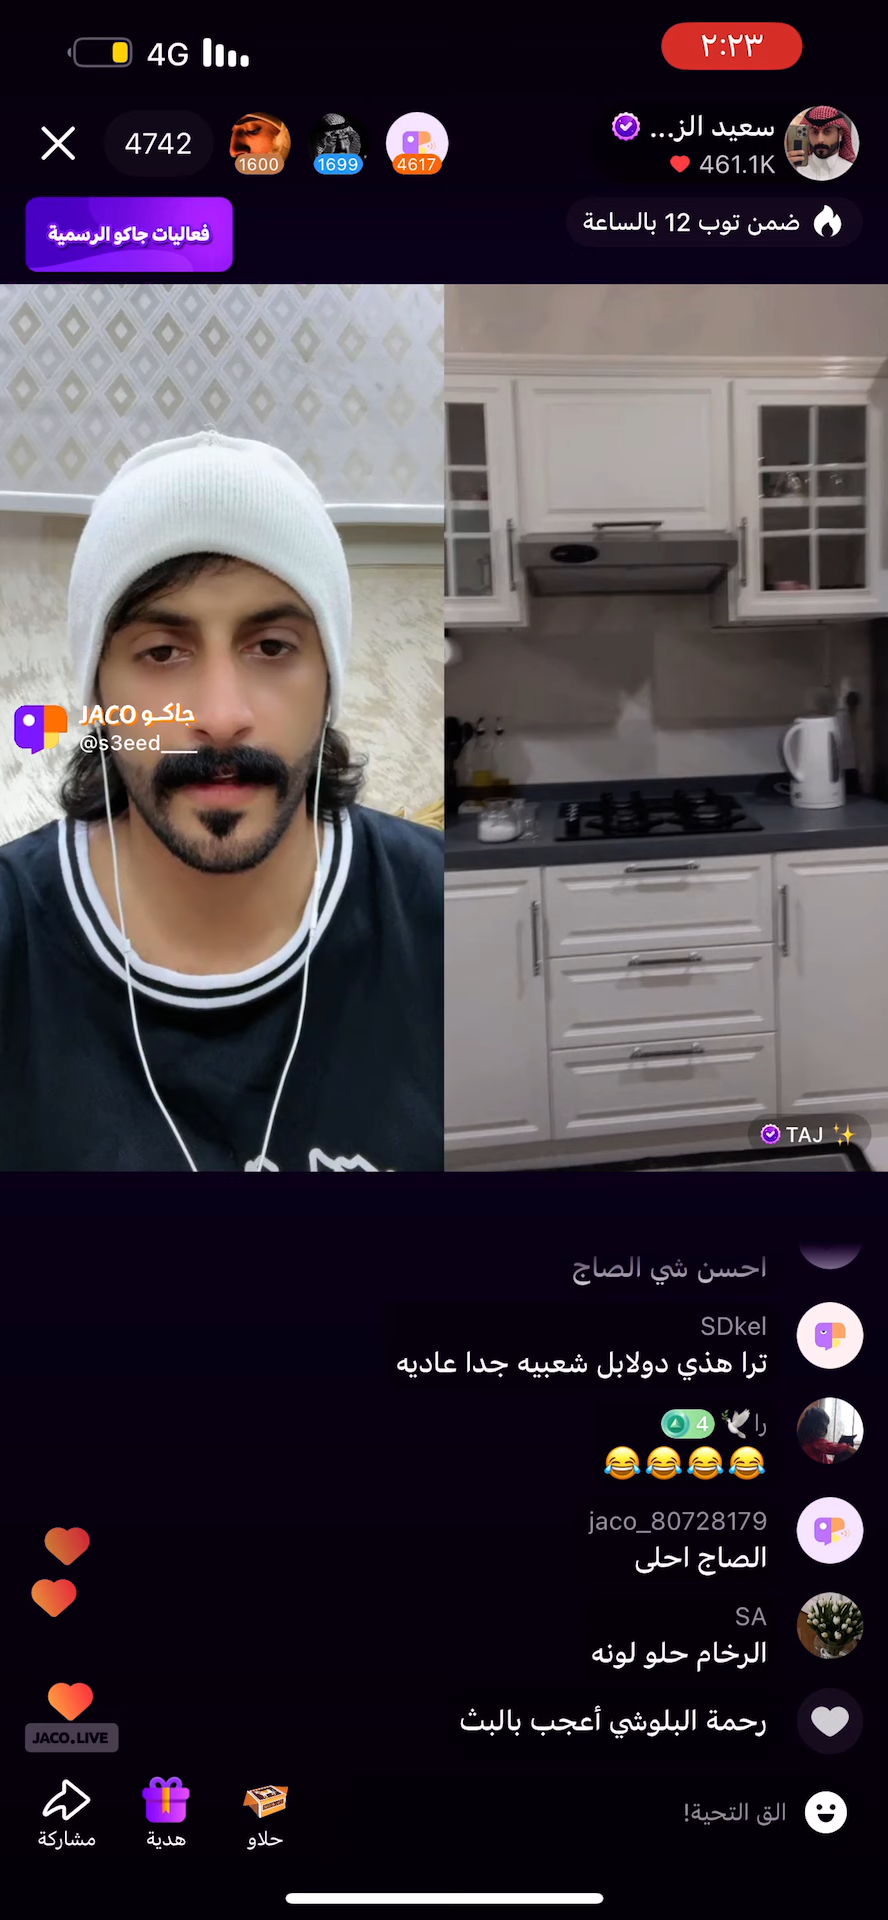 4G
٢:٢٣
سعيد الز...
461.1K
4617
1699
1600
4742
ضمن توب 12 بالساعة
فعاليات جاكو الرسمية
JACO جاكو
@s3eed___
TAJ ✨
احسن شي الصاج
SDkel
ترا هذي دولابل شعبيه جدا عاديه
را 🕊 4
😂😂😂😂
jaco_80728179
الصاج احلى
SA
الرخام حلو لونه
رحمة البلوشي أعجب بالبث
JACO.LIVE
الق التحية!
حلاو
هدية
مشاركة